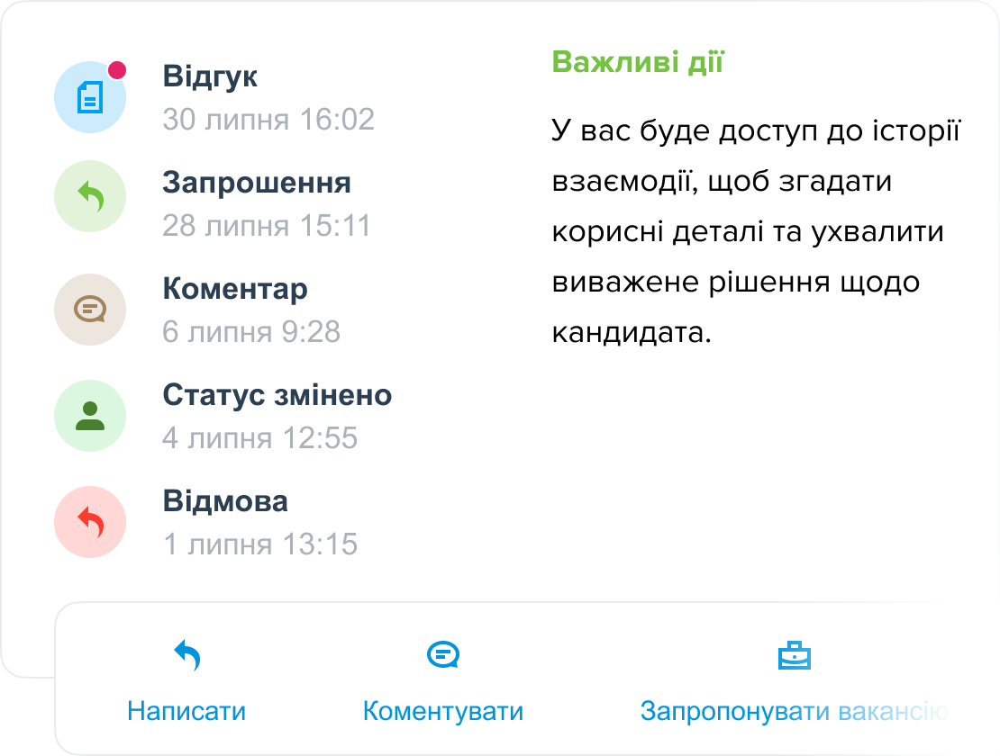 Відгук
30 липня 16:02
Запрошення
28 липня 15:11
Коментар
6 липня 9:28
Статус змінено
4 липня 12:55
Відмова
1 липня 13:15
Важливі дії
У вас буде доступ до історії
взаємодії, щоб згадати
корисні деталі та ухвалити
виважене рішення щодо
кандидата.
Написати
Коментувати
Запропонувати вакансію